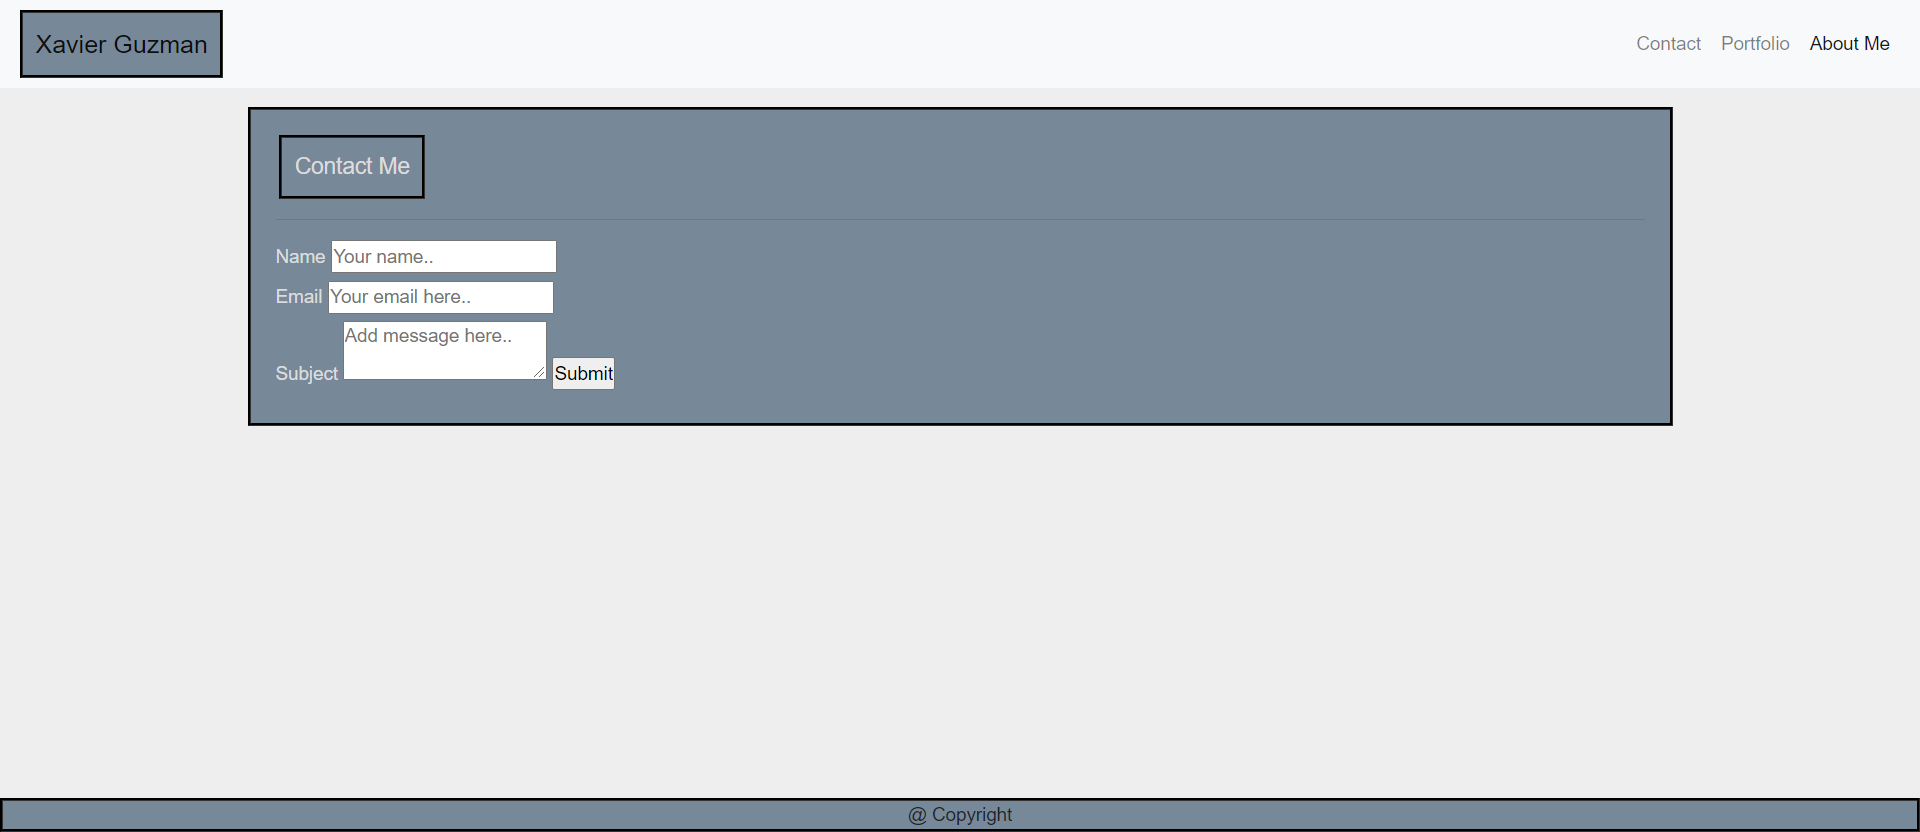 Xavier Guzman
Contact Portfolio About Me
Contact Me
Name Your name..
Email Your email here..
Add message here..
Subject Submit
@ Copyright